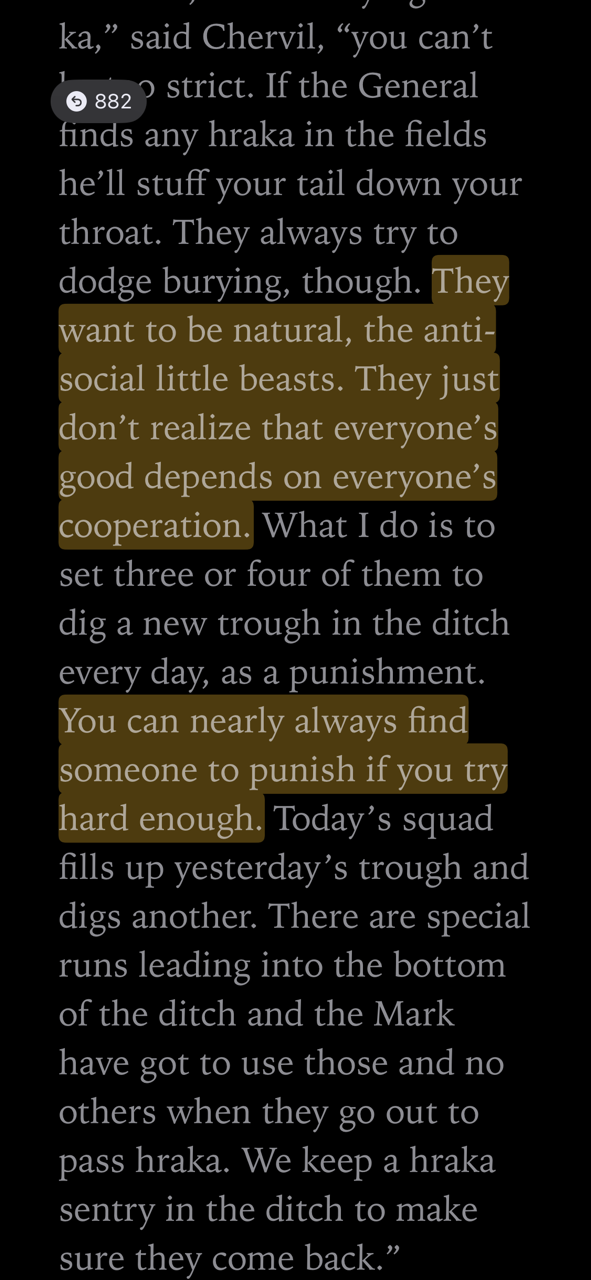 ka,” said Chervil, “you can’t
strict. If the General
882
finds any hraka in the fields
he’ll stuff your tail down your
throat. They always try to
dodge burying, though. They
want to be natural, the anti-
social little beasts. They just
don’t realize that everyone’s
good depends on everyone’s
cooperation. What I do is to
set three or four of them to
dig a new trough in the ditch
every day, as a punishment.
You can nearly always find
someone to punish if you try
hard enough. Today’s squad
fills up yesterday’s trough and
digs another. There are special
runs leading into the bottom
of the ditch and the Mark
have got to use those and no
others when they go out to
pass hraka. We keep a hraka
sentry in the ditch to make
sure they come back.”